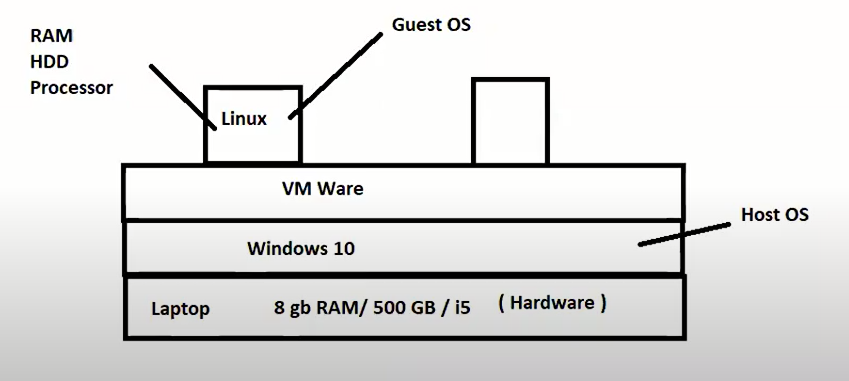 RAM
HDD
Processor
Guest OS
Linux
VM Ware
Host OS
Windows 10
Laptop 8 gb RAM/ 500 GB / i5 ( Hardware )